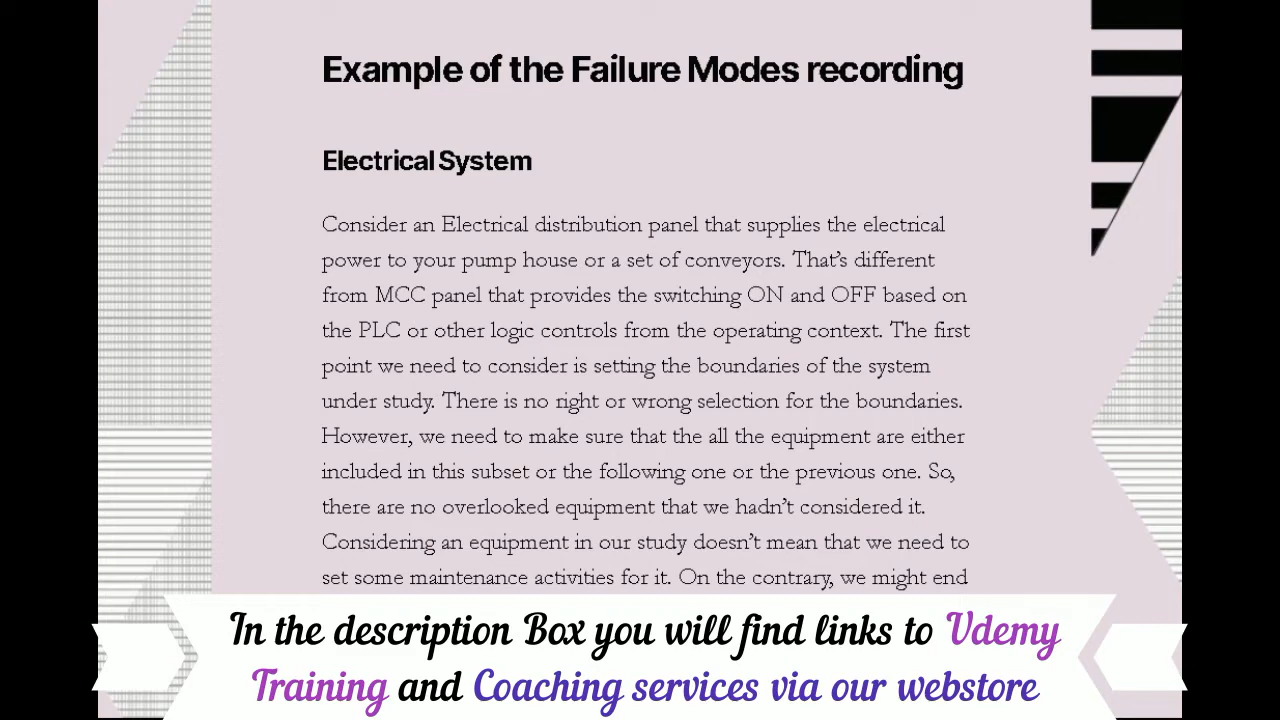 Example of the Failure Modes recording
Electrical System
Consider an Electrical distribution panel that supplies the electrical
power to your pump house or a set of conveyors. That's different
from MCC panel that provides the switching ON and OFF based on
the PLC or other logic controls from the operating context. The first
point we need to consider is setting the boundaries of the system
under study. There is no right or wrong selection for the boundaries.
However, we need to make sure that the all the equipment are either
included in this subset or the following one or the previous one. So,
there are no overlooked equipment that we hadn't considered it.
Considering an equipment in our study doesn't mean that we need to
set some maintenance activities for it. On the contrary, we might end
In the description Box you will find links to Udemy
Training and Coaching services via our webstore